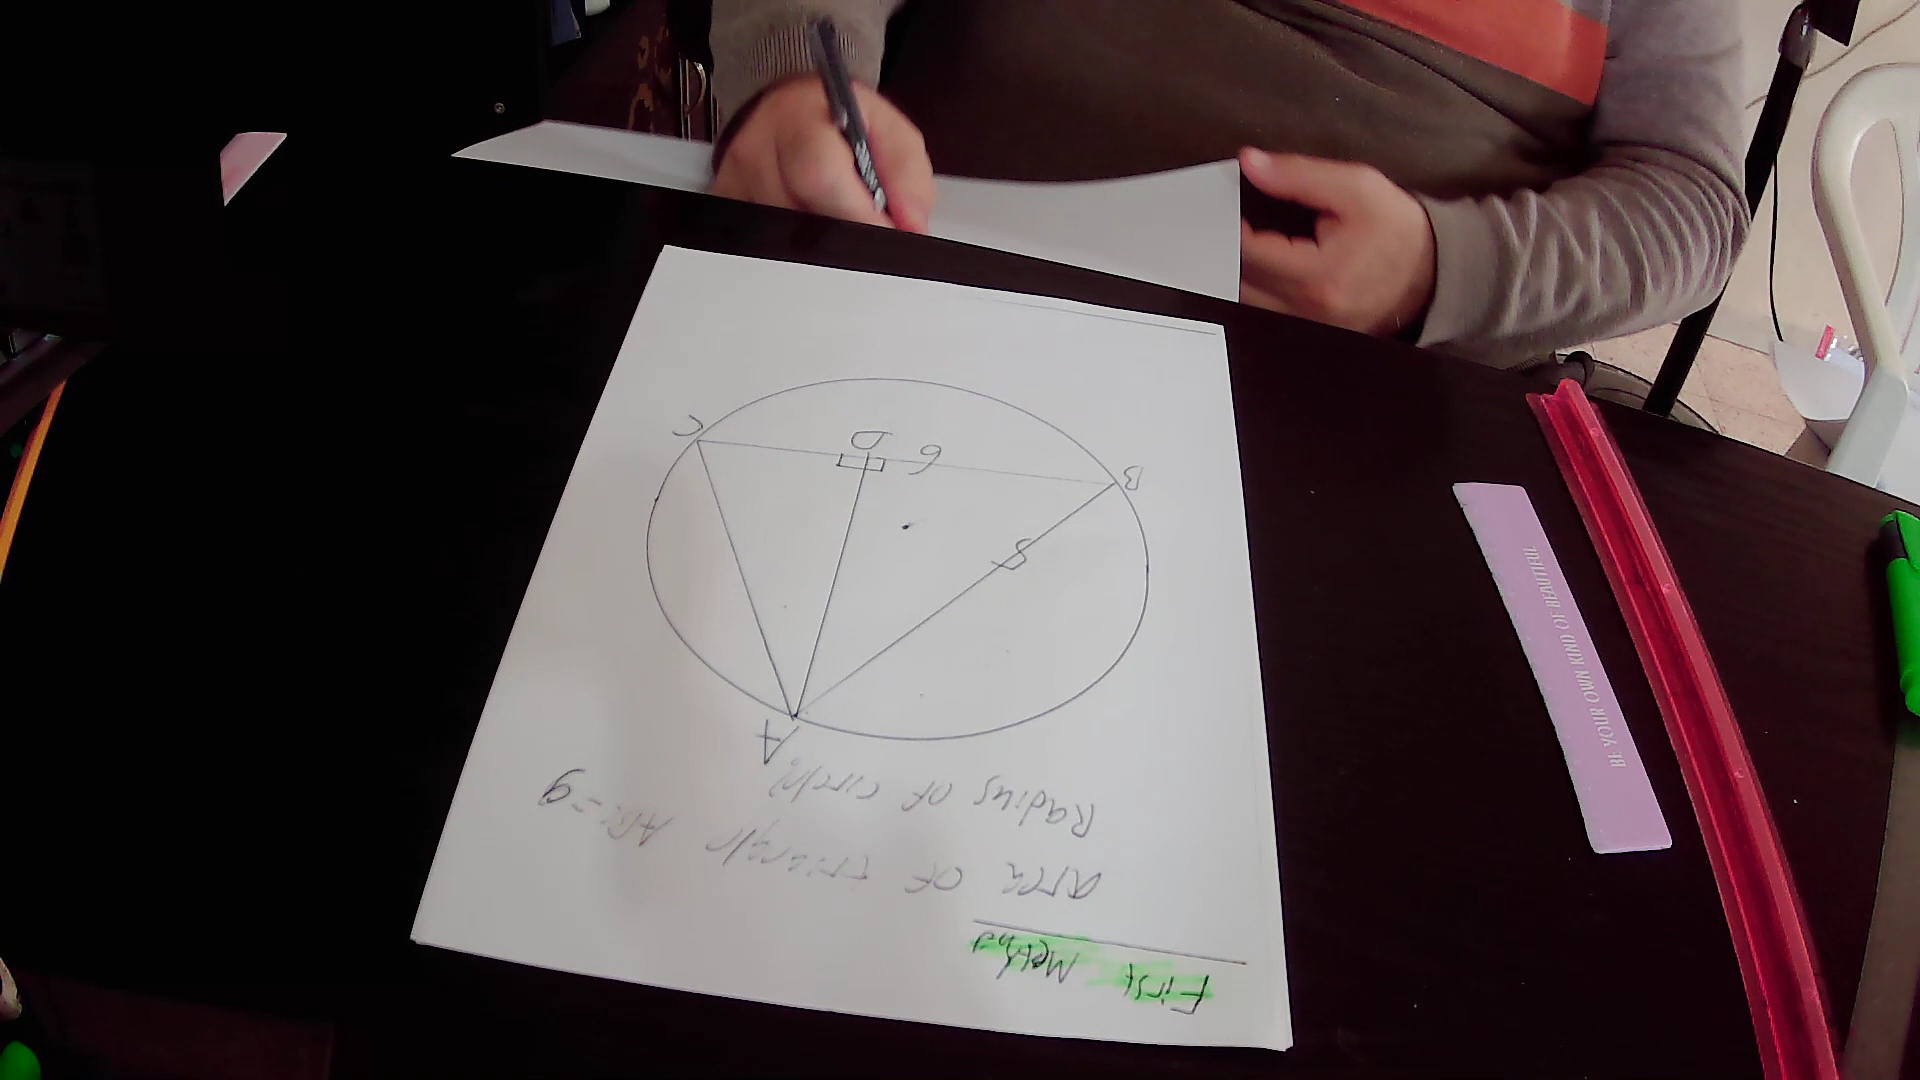 First Method
area of triangle ABC = 9
Radius of circle?
A
8
B
6
D
C
BE YOUR OWN KIND OF BEAUTIFUL